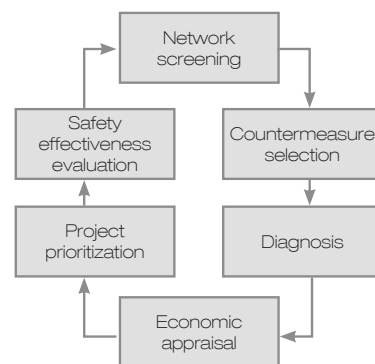 Network
screening
Countermeasure
selection
Diagnosis
Economic
appraisal
Project
prioritization
Safety
effectiveness
evaluation